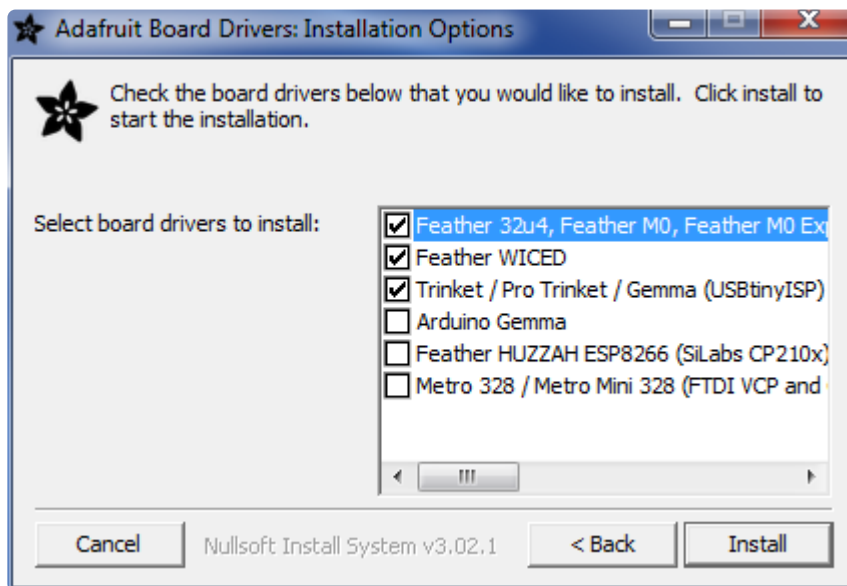 Adafruit Board Drivers: Installation Options
Check the board drivers below that you would like to install. Click install to
start the installation.
Select board drivers to install:
Feather 32u4, Feather M0, Feather M0 Exp
Feather WICED
Trinket / Pro Trinket / Gemma (USBtinyISP)
Arduino Gemma
Feather HUZZAH ESP8266 (SiLabs CP210x)
Metro 328 / Metro Mini 328 (FTDI VCP and
Cancel
Nullsoft Install System v3.02.1
< Back
Install